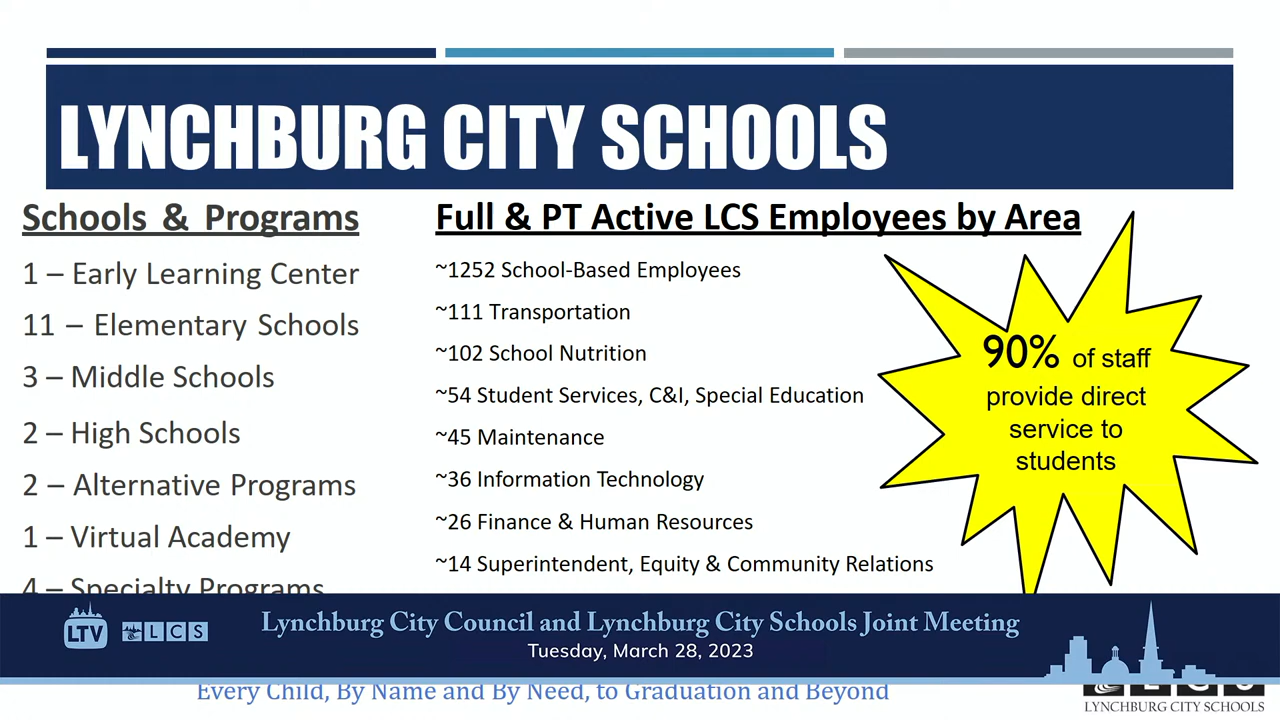 LYNCHBURG CITY SCHOOLS
Schools & Programs
1 – Early Learning Center
11 – Elementary Schools
3 – Middle Schools
2 – High Schools
2 – Alternative Programs
1 – Virtual Academy
4 – Specialty Programs
Full & PT Active LCS Employees by Area
~1252 School-Based Employees
~111 Transportation
~102 School Nutrition
~54 Student Services, C&I, Special Education
~45 Maintenance
~36 Information Technology
~26 Finance & Human Resources
~14 Superintendent, Equity & Community Relations
90% of staff
provide direct
service to
students
LTV
LCS
Lynchburg City Council and Lynchburg City Schools Joint Meeting
Tuesday, March 28, 2023
Every Child, By Name and By Need, to Graduation and Beyond
LCS
LYNCHBURG CITY SCHOOLS